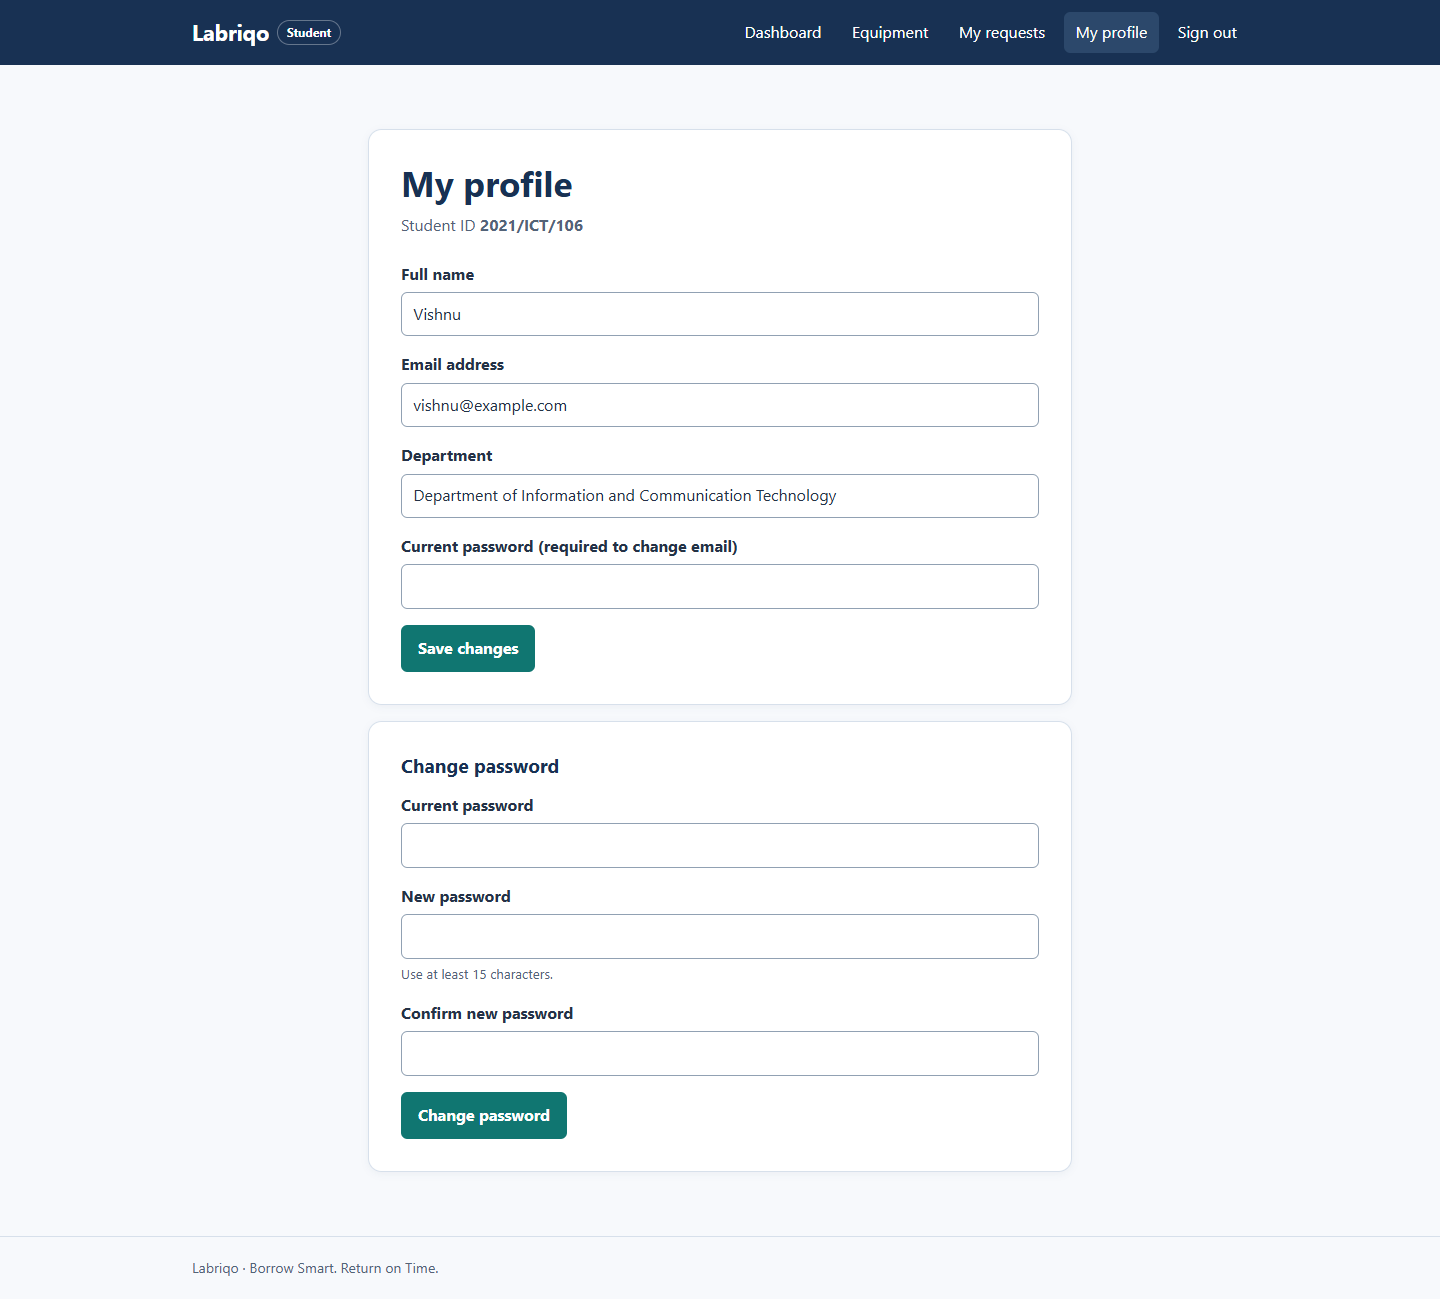 Labriqo Student Dashboard Equipment My requests My profile Sign out
My profile
Student ID 2021/ICT/106
Full name
Vishnu
Email address
vishnu@example.com
Department
Department of Information and Communication Technology
Current password (required to change email)
Save changes
Change password
Current password
New password
Use at least 15 characters.
Confirm new password
Change password
Labriqo · Borrow Smart. Return on Time.